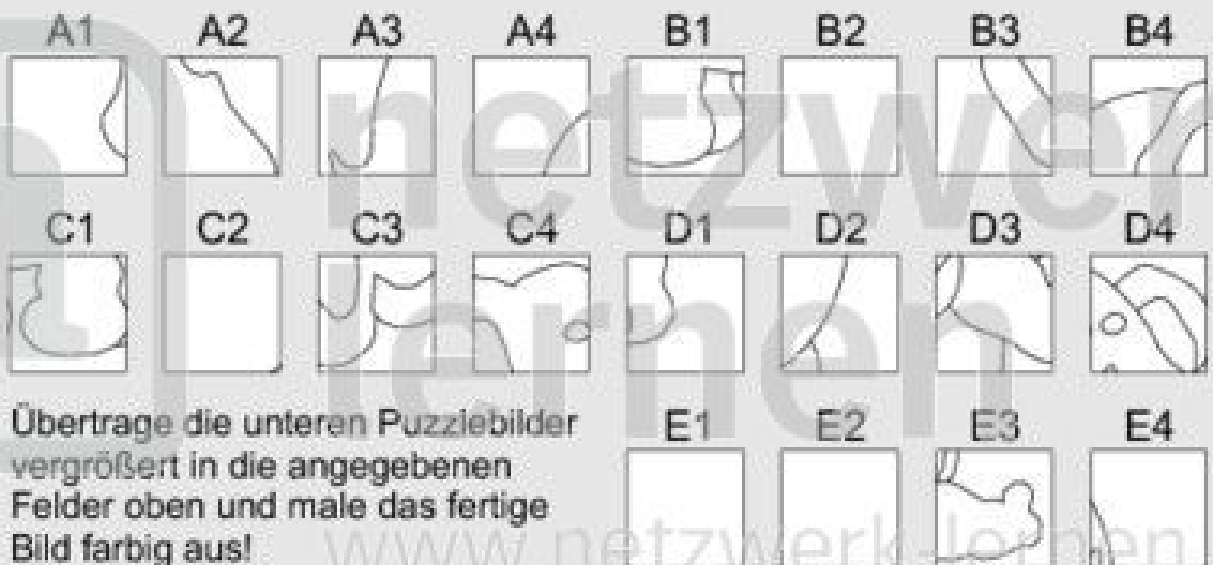 A1 A2 A3 A4 B1 B2 B3 B4
C1 C2 C3 C4 D1 D2 D3 D4
E1 E2 E3 E4
Übertrage die unteren Puzzlebilder
vergrößert in die angegebenen
Felder oben und male das fertige
Bild farbig aus!
netzwer
lernen
www.netzwerk-lernen